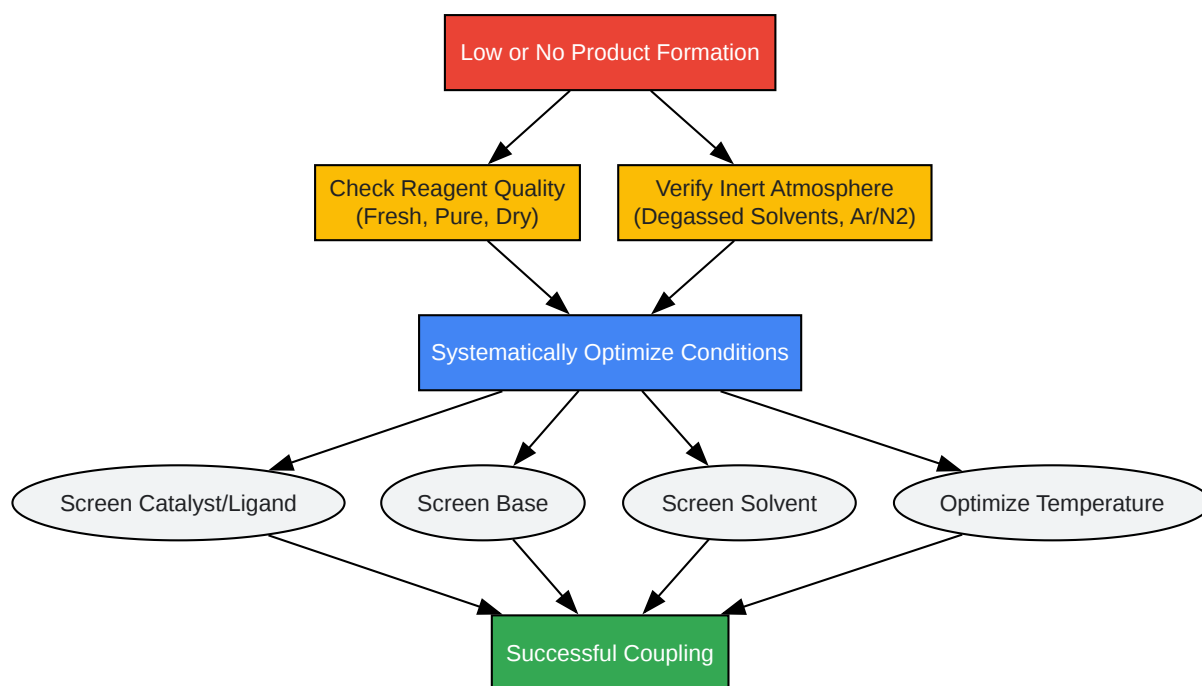 Low or No Product Formation
Check Reagent Quality
(Fresh, Pure, Dry)
Verify Inert Atmosphere
(Degassed Solvents, Ar/N2)
Systematically Optimize Conditions
Screen Catalyst/Ligand
Screen Base
Screen Solvent
Optimize Temperature
Successful Coupling